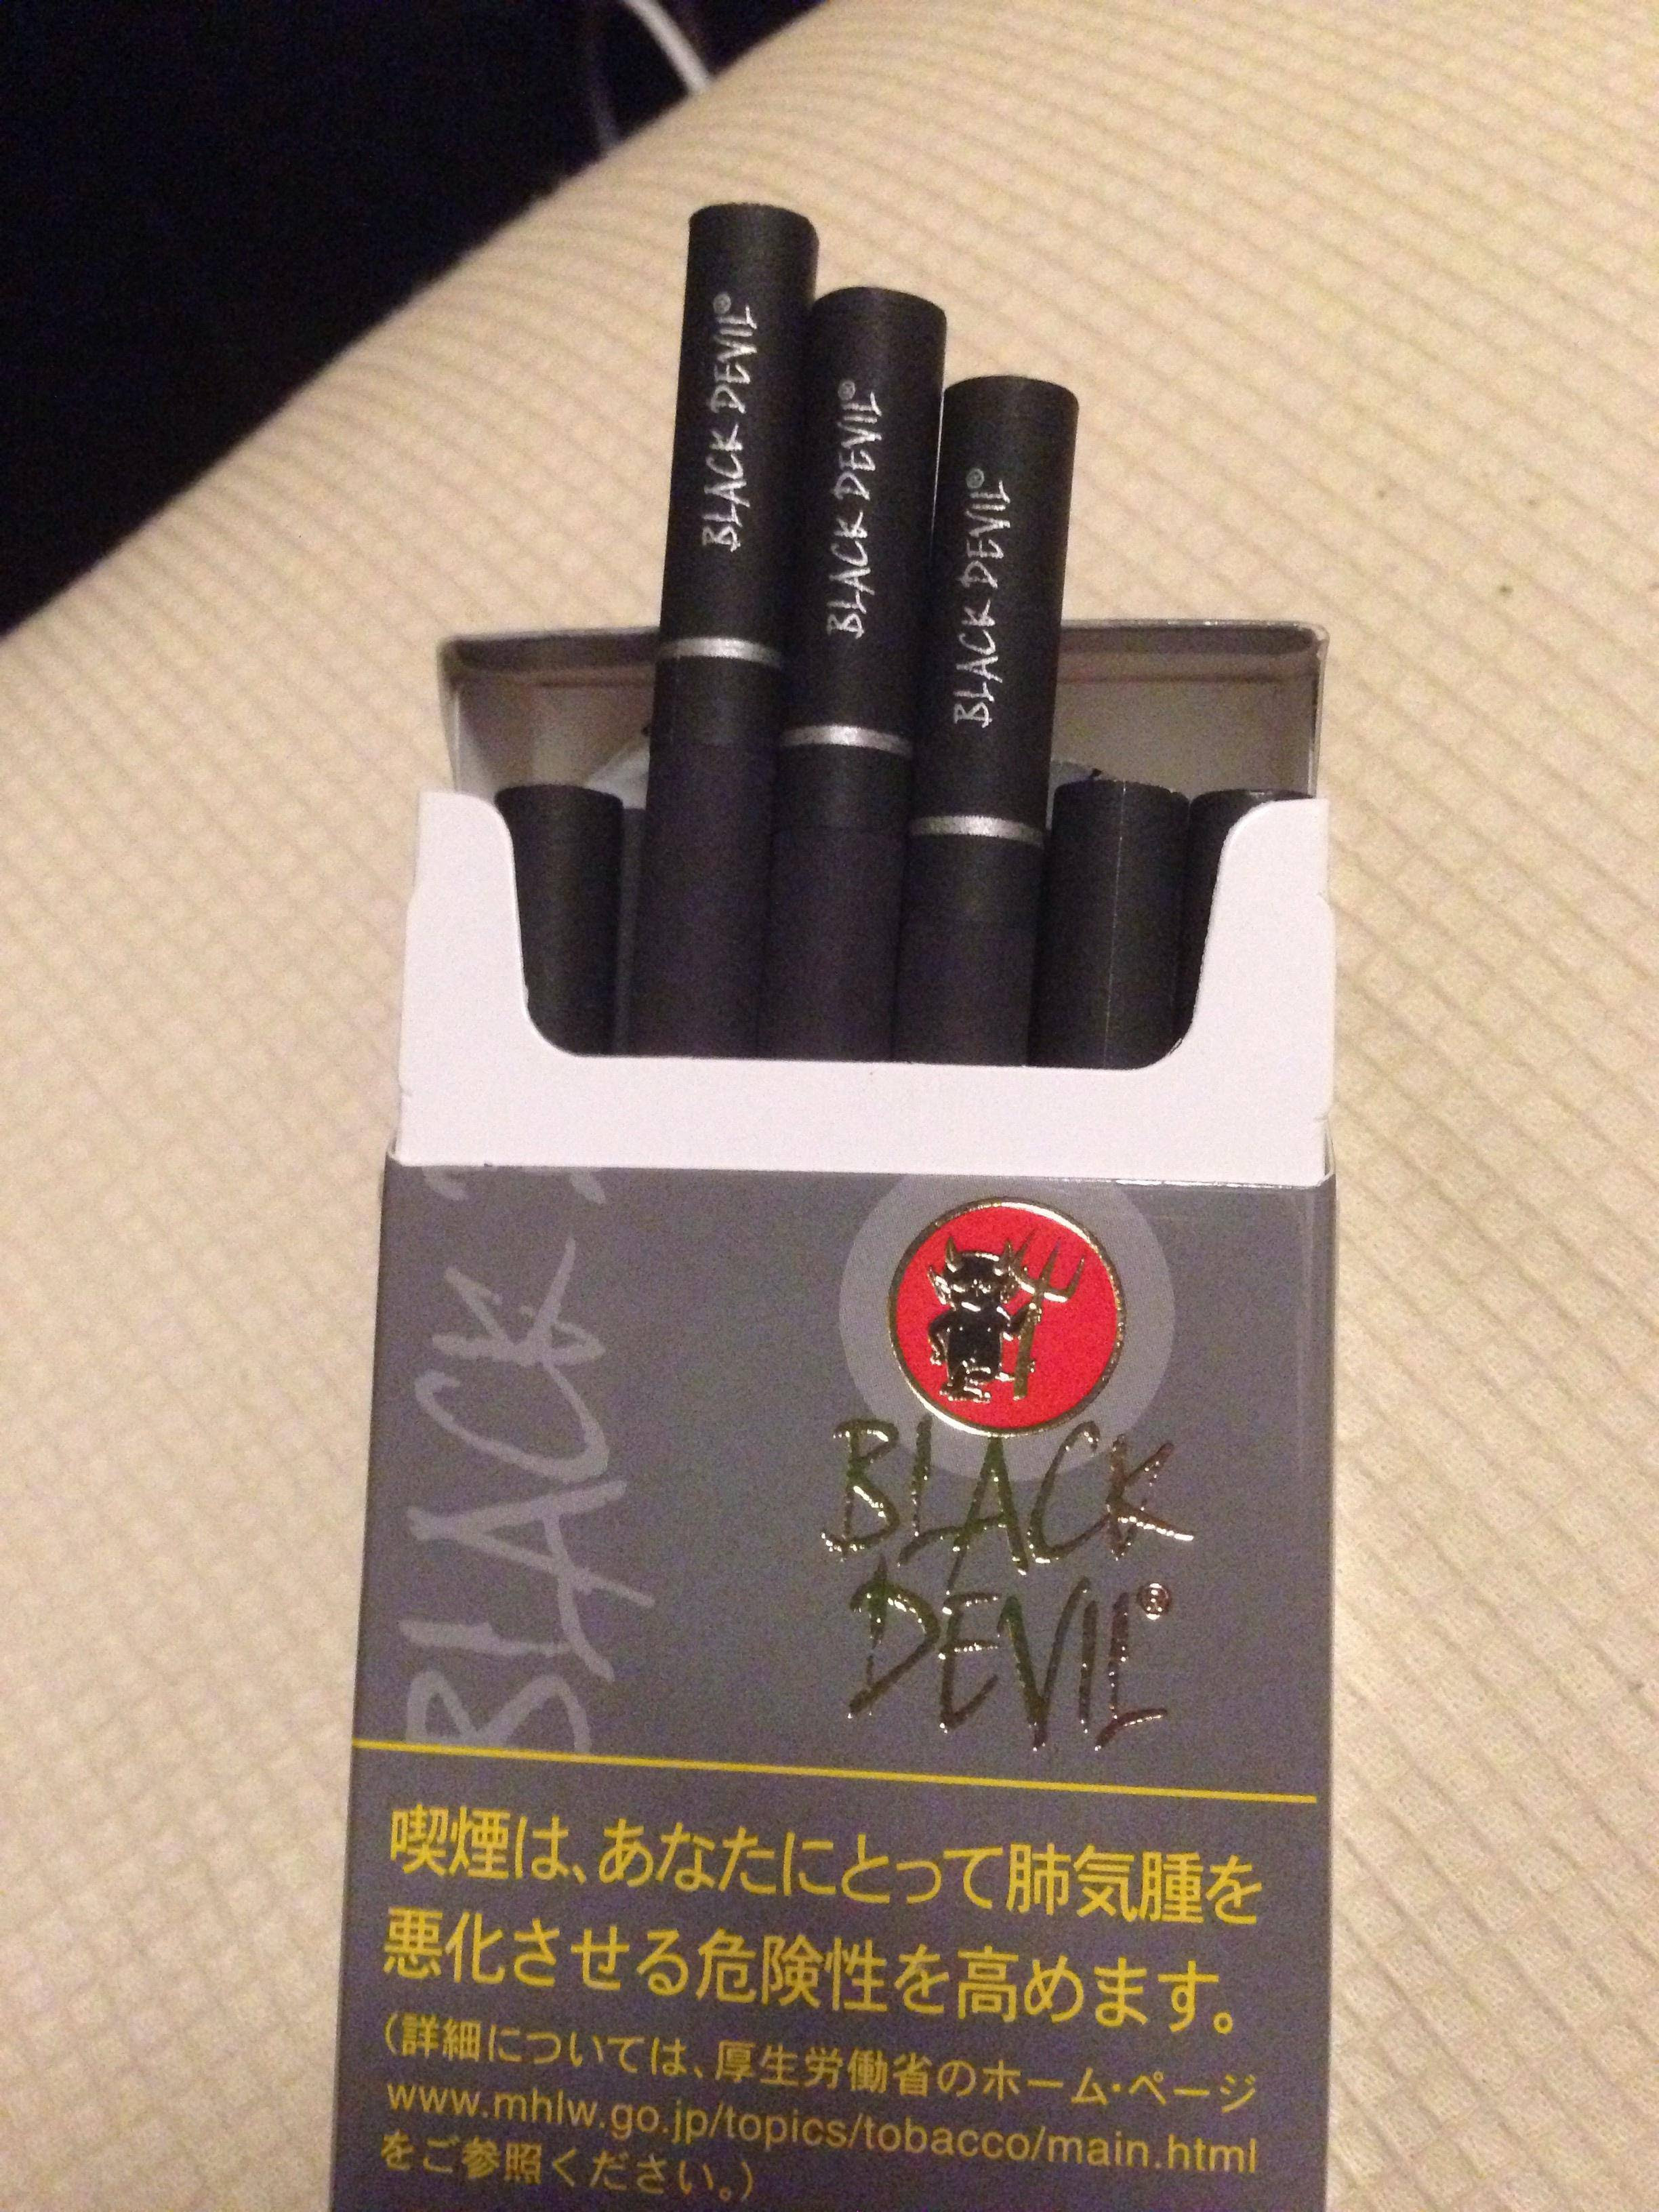 BLACK DEVIL®
BLACK DEVIL®
BLACK DEVIL®
BLACK
BLACK
DEVIL®
喫煙は、あなたにとって肺気腫を
悪化させる危険性を高めます。
(詳細については、厚生労働省のホーム・ページ
www.mhlw.go.jp/topics/tobacco/main.html
をご参照ください。)